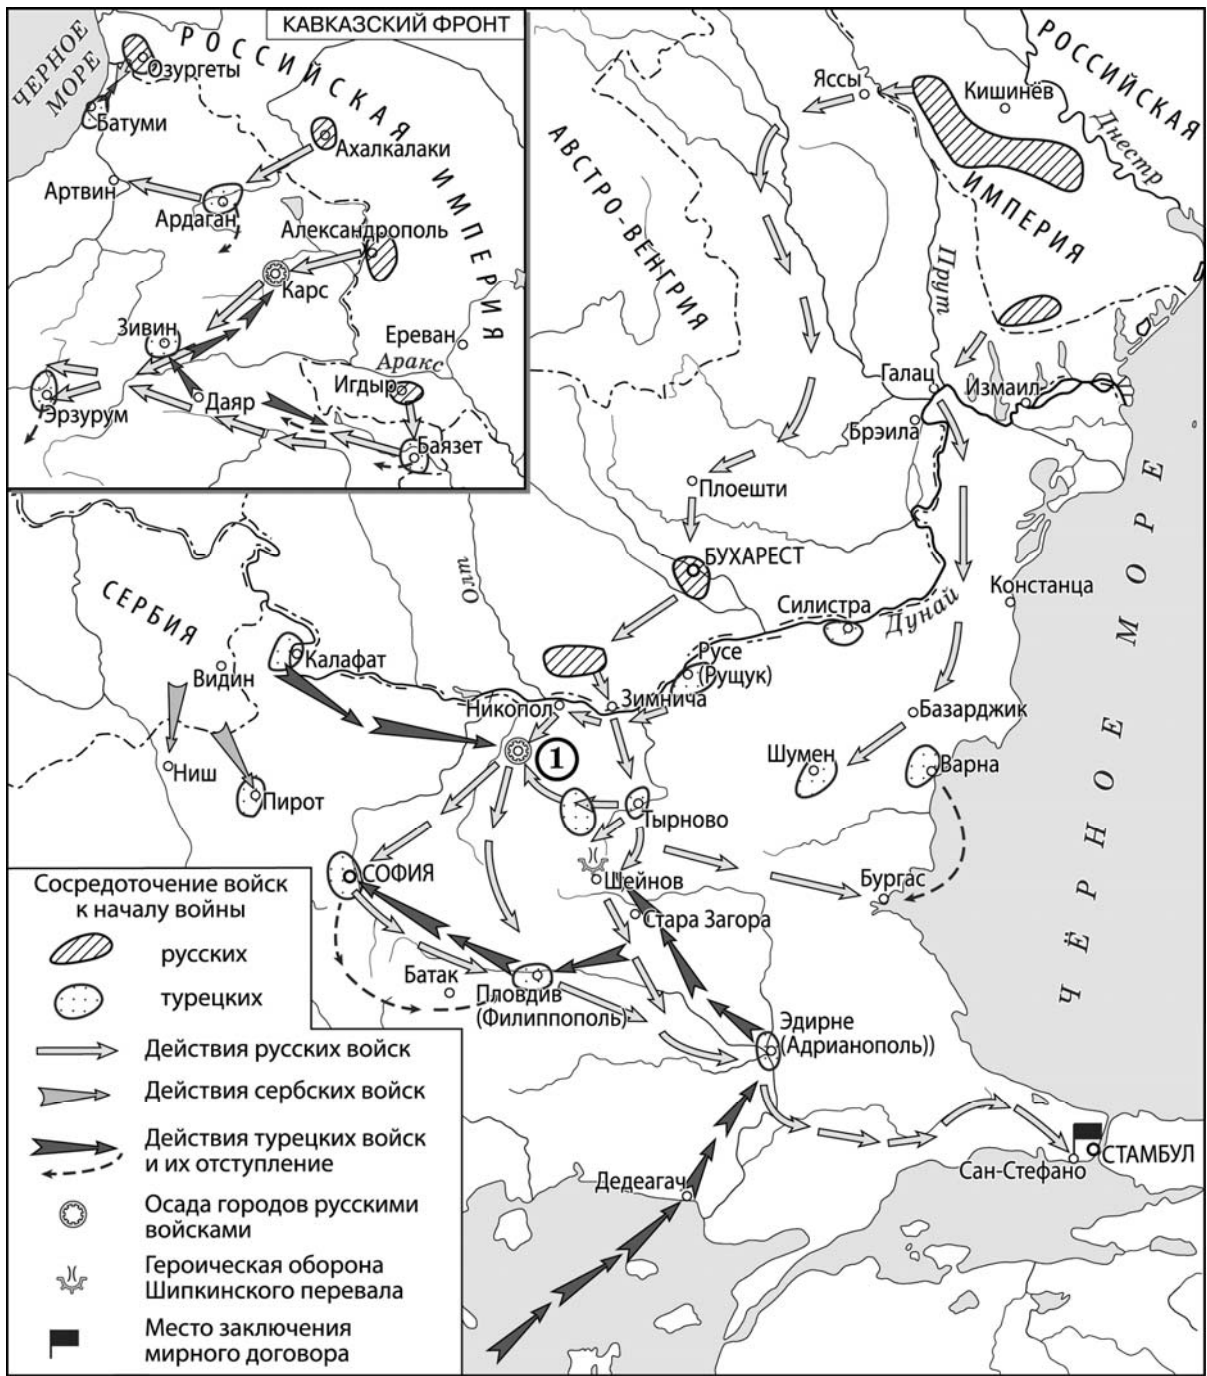 КАВКАЗСКИЙ ФРОНТ
ЧЕРНОЕ
МОРЕ
РОССИЙСКАЯ ИМПЕРИЯ
Озургеты
Батуми
Ахалкалаки
Артвин
Ардаган
Александрополь
Карс
Зивин
Ереван
Аракс
Игдыр
Эрзурум
Даяр
Баязет
РОССИЙСКАЯ
ИМПЕРИЯ
Яссы
Кишинёв
Днестр
АВСТРО-ВЕНГРИЯ
Прут
Галац
Измаил
Брэила
Плоешти
БУХАРЕСТ
Олт
Констанца
Силистра
Дунай
СЕРБИЯ
Калафат
Видин
Русе
(Рущук)
Никопол
Зимнича
Базарджик
1
Шумен
Варна
Ниш
Пирот
Тырново
СОФИЯ
Шейнов
Бургас
Стара Загора
Батак
Пловдив
(Филиппополь)
Эдирне
(Адрианополь))
ЧЁРНОЕ МОРЕ
Дедеагач
Сан-Стефано
СТАМБУЛ
Сосредоточение войск
к началу войны
русских
турецких
Действия русских войск
Действия сербских войск
Действия турецких войск
и их отступление
Осада городов русскими
войсками
Героическая оборона
Шипкинского перевала
Место заключения
мирного договора